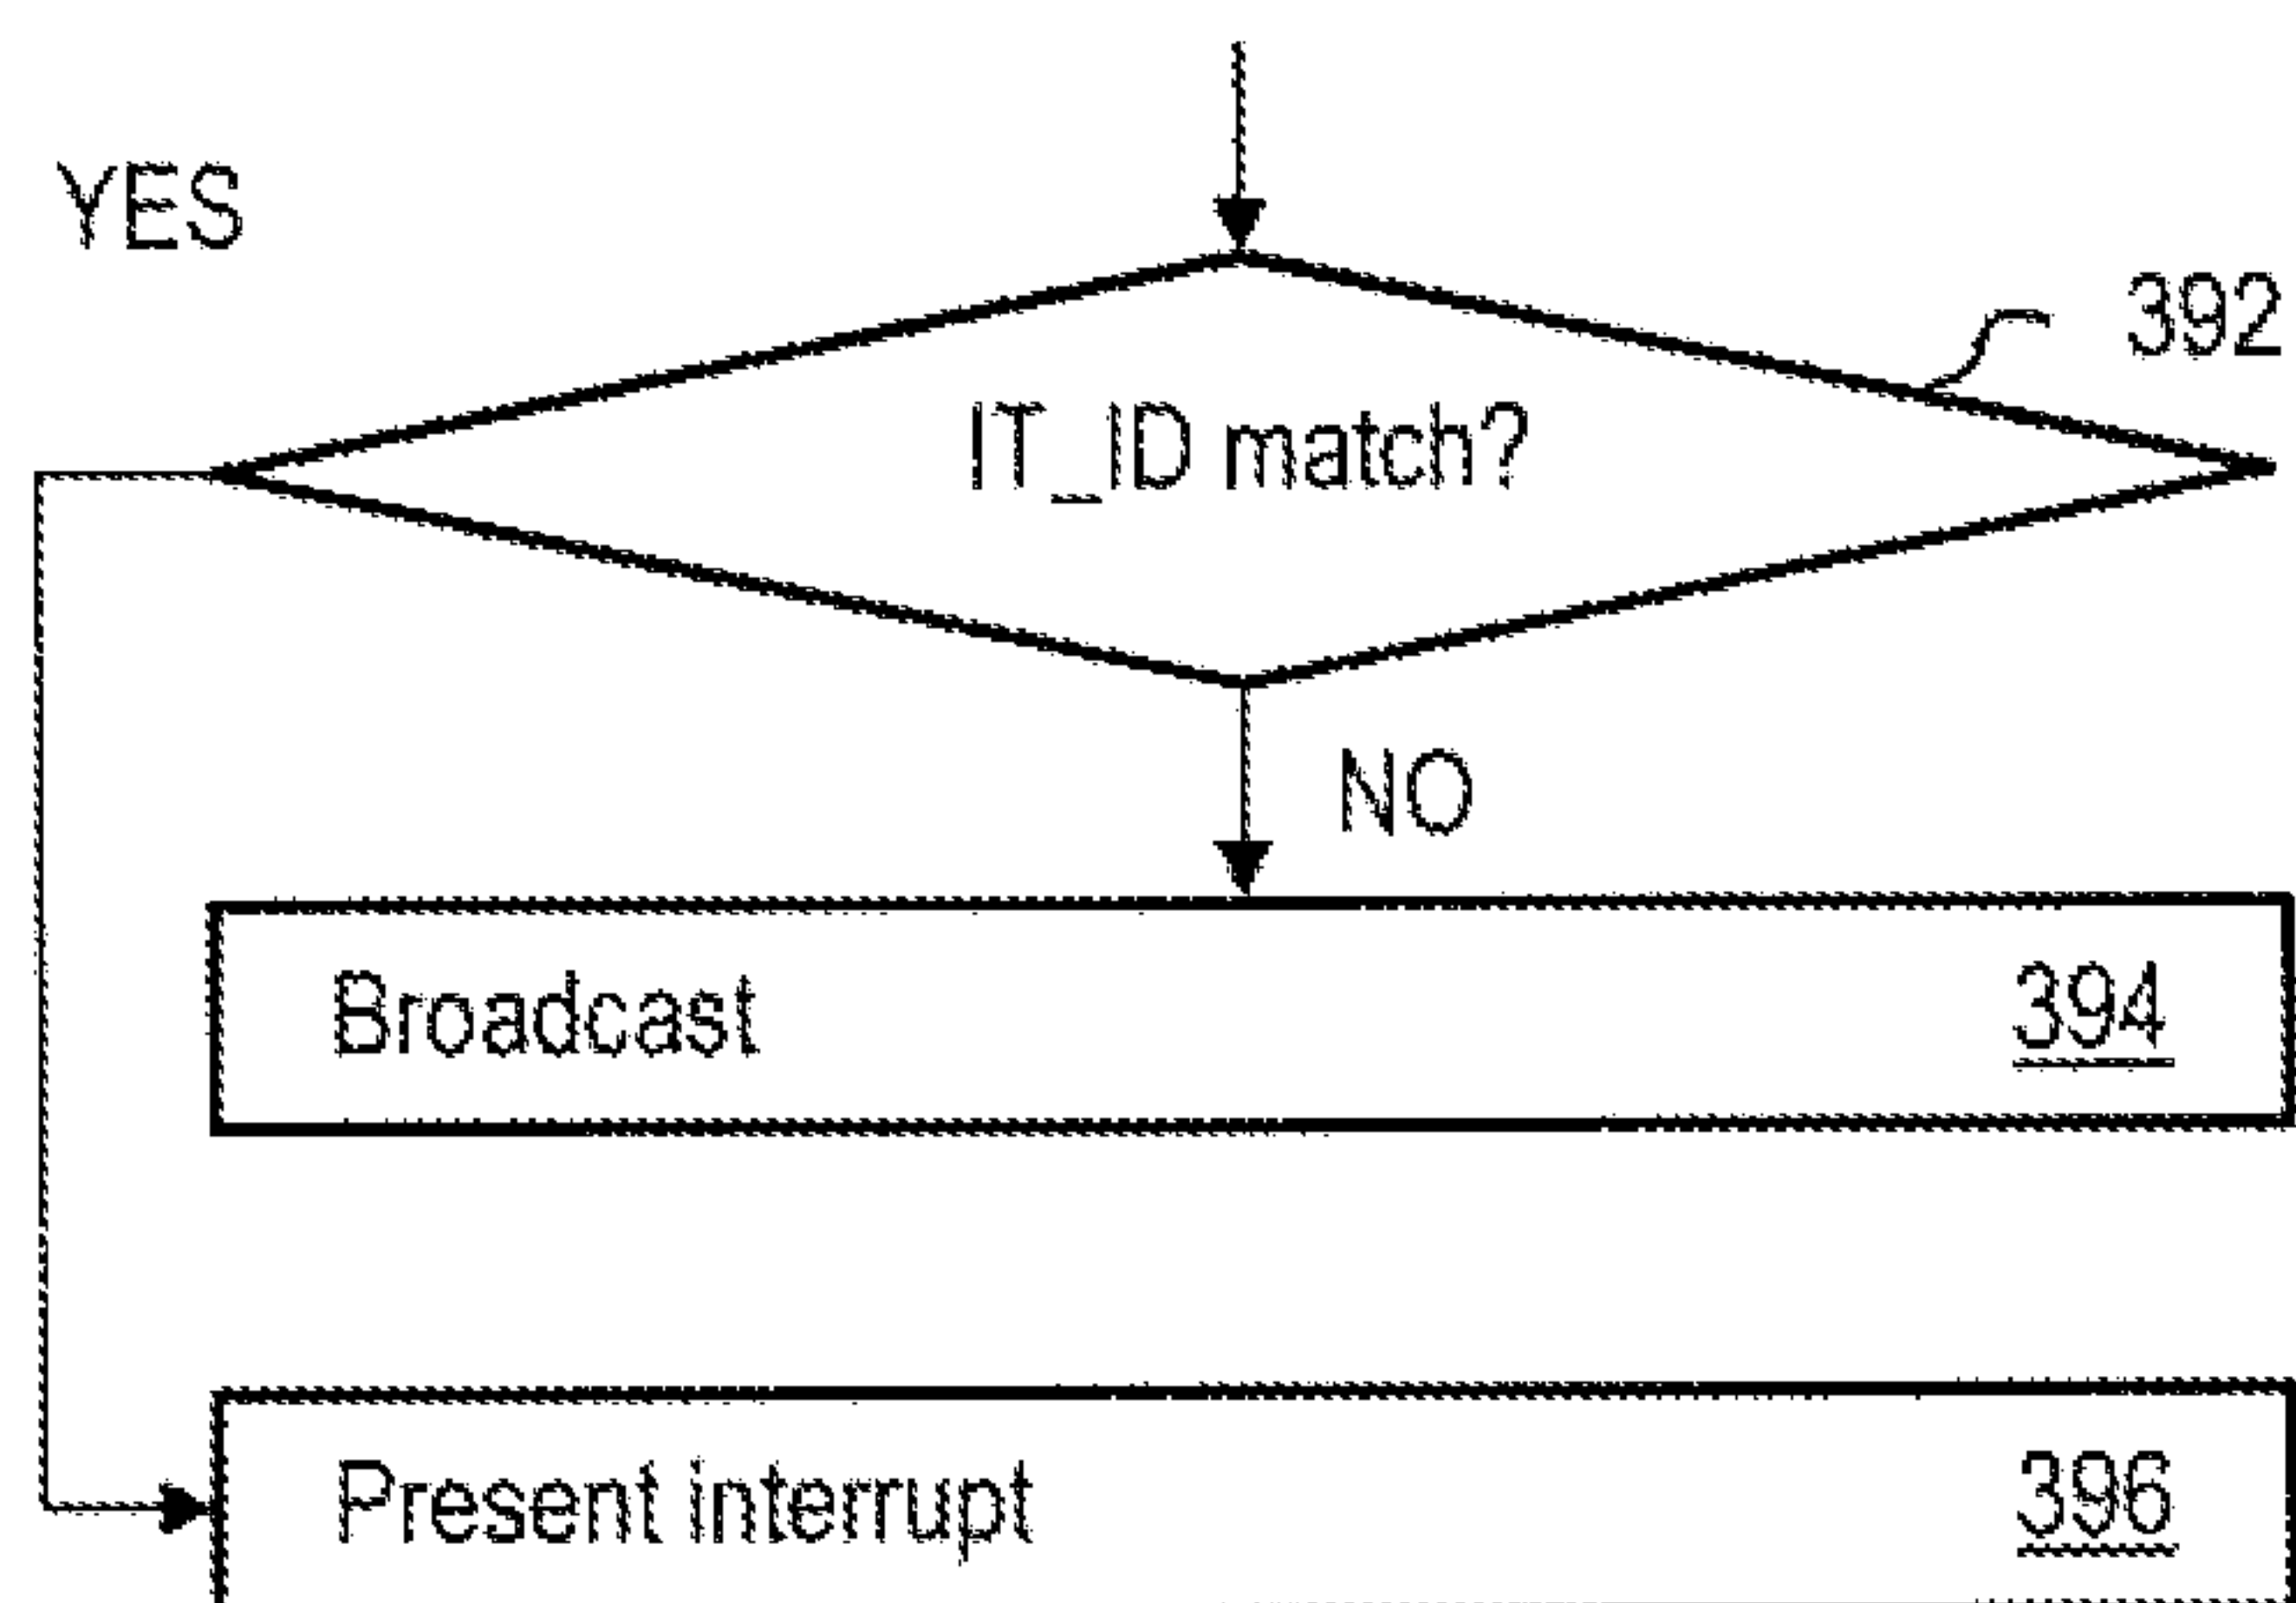 YES
392
IT_ID match?
NO
Broadcast 394
Present interrupt 396